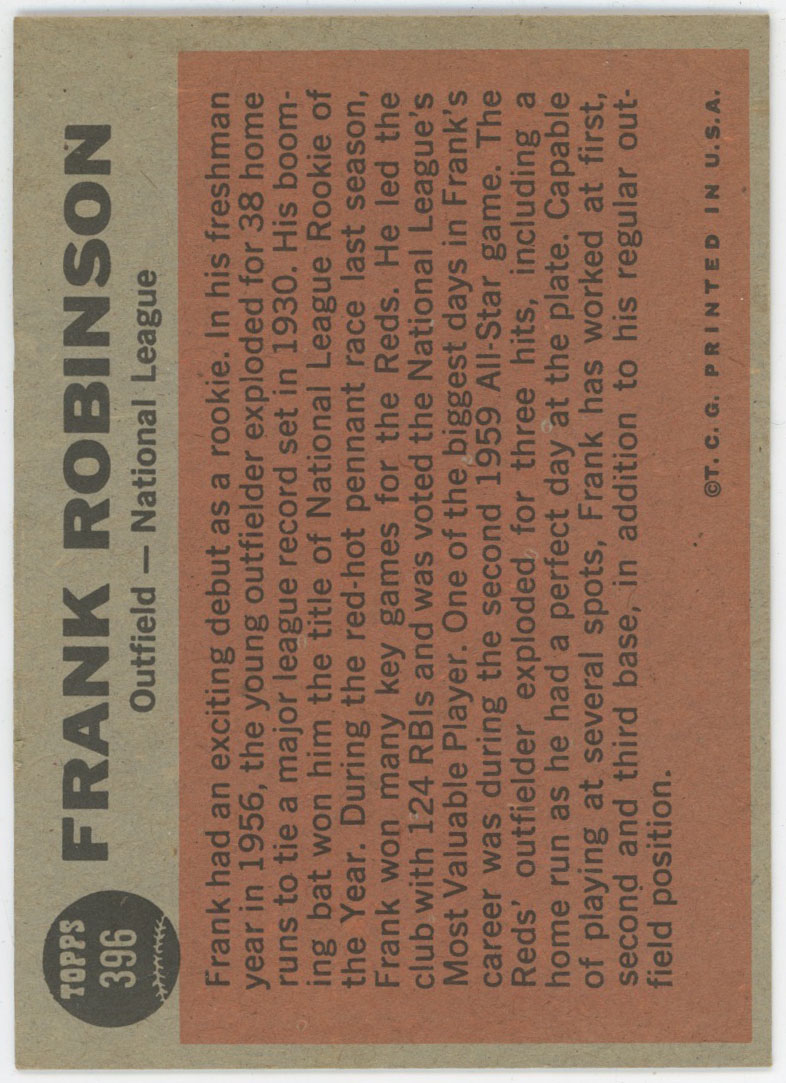 TOPPS
396
FRANK ROBINSON
Outfield — National League
Frank had an exciting debut as a rookie. In his freshman
year in 1956, the young outfielder exploded for 38 home
runs to tie a major league record set in 1930. His boom-
ing bat won him the title of National League Rookie of
the Year. During the red-hot pennant race last season,
Frank won many key games for the Reds. He led the
club with 124 RBIs and was voted the National League's
Most Valuable Player. One of the biggest days in Frank's
career was during the second 1959 All-Star game. The
Reds' outfielder exploded for three hits, including a
home run as he had a perfect day at the plate. Capable
of playing at several spots, Frank has worked at first,
second and third base, in addition to his regular out-
field position.
©T. C. G. PRINTED IN U.S.A.